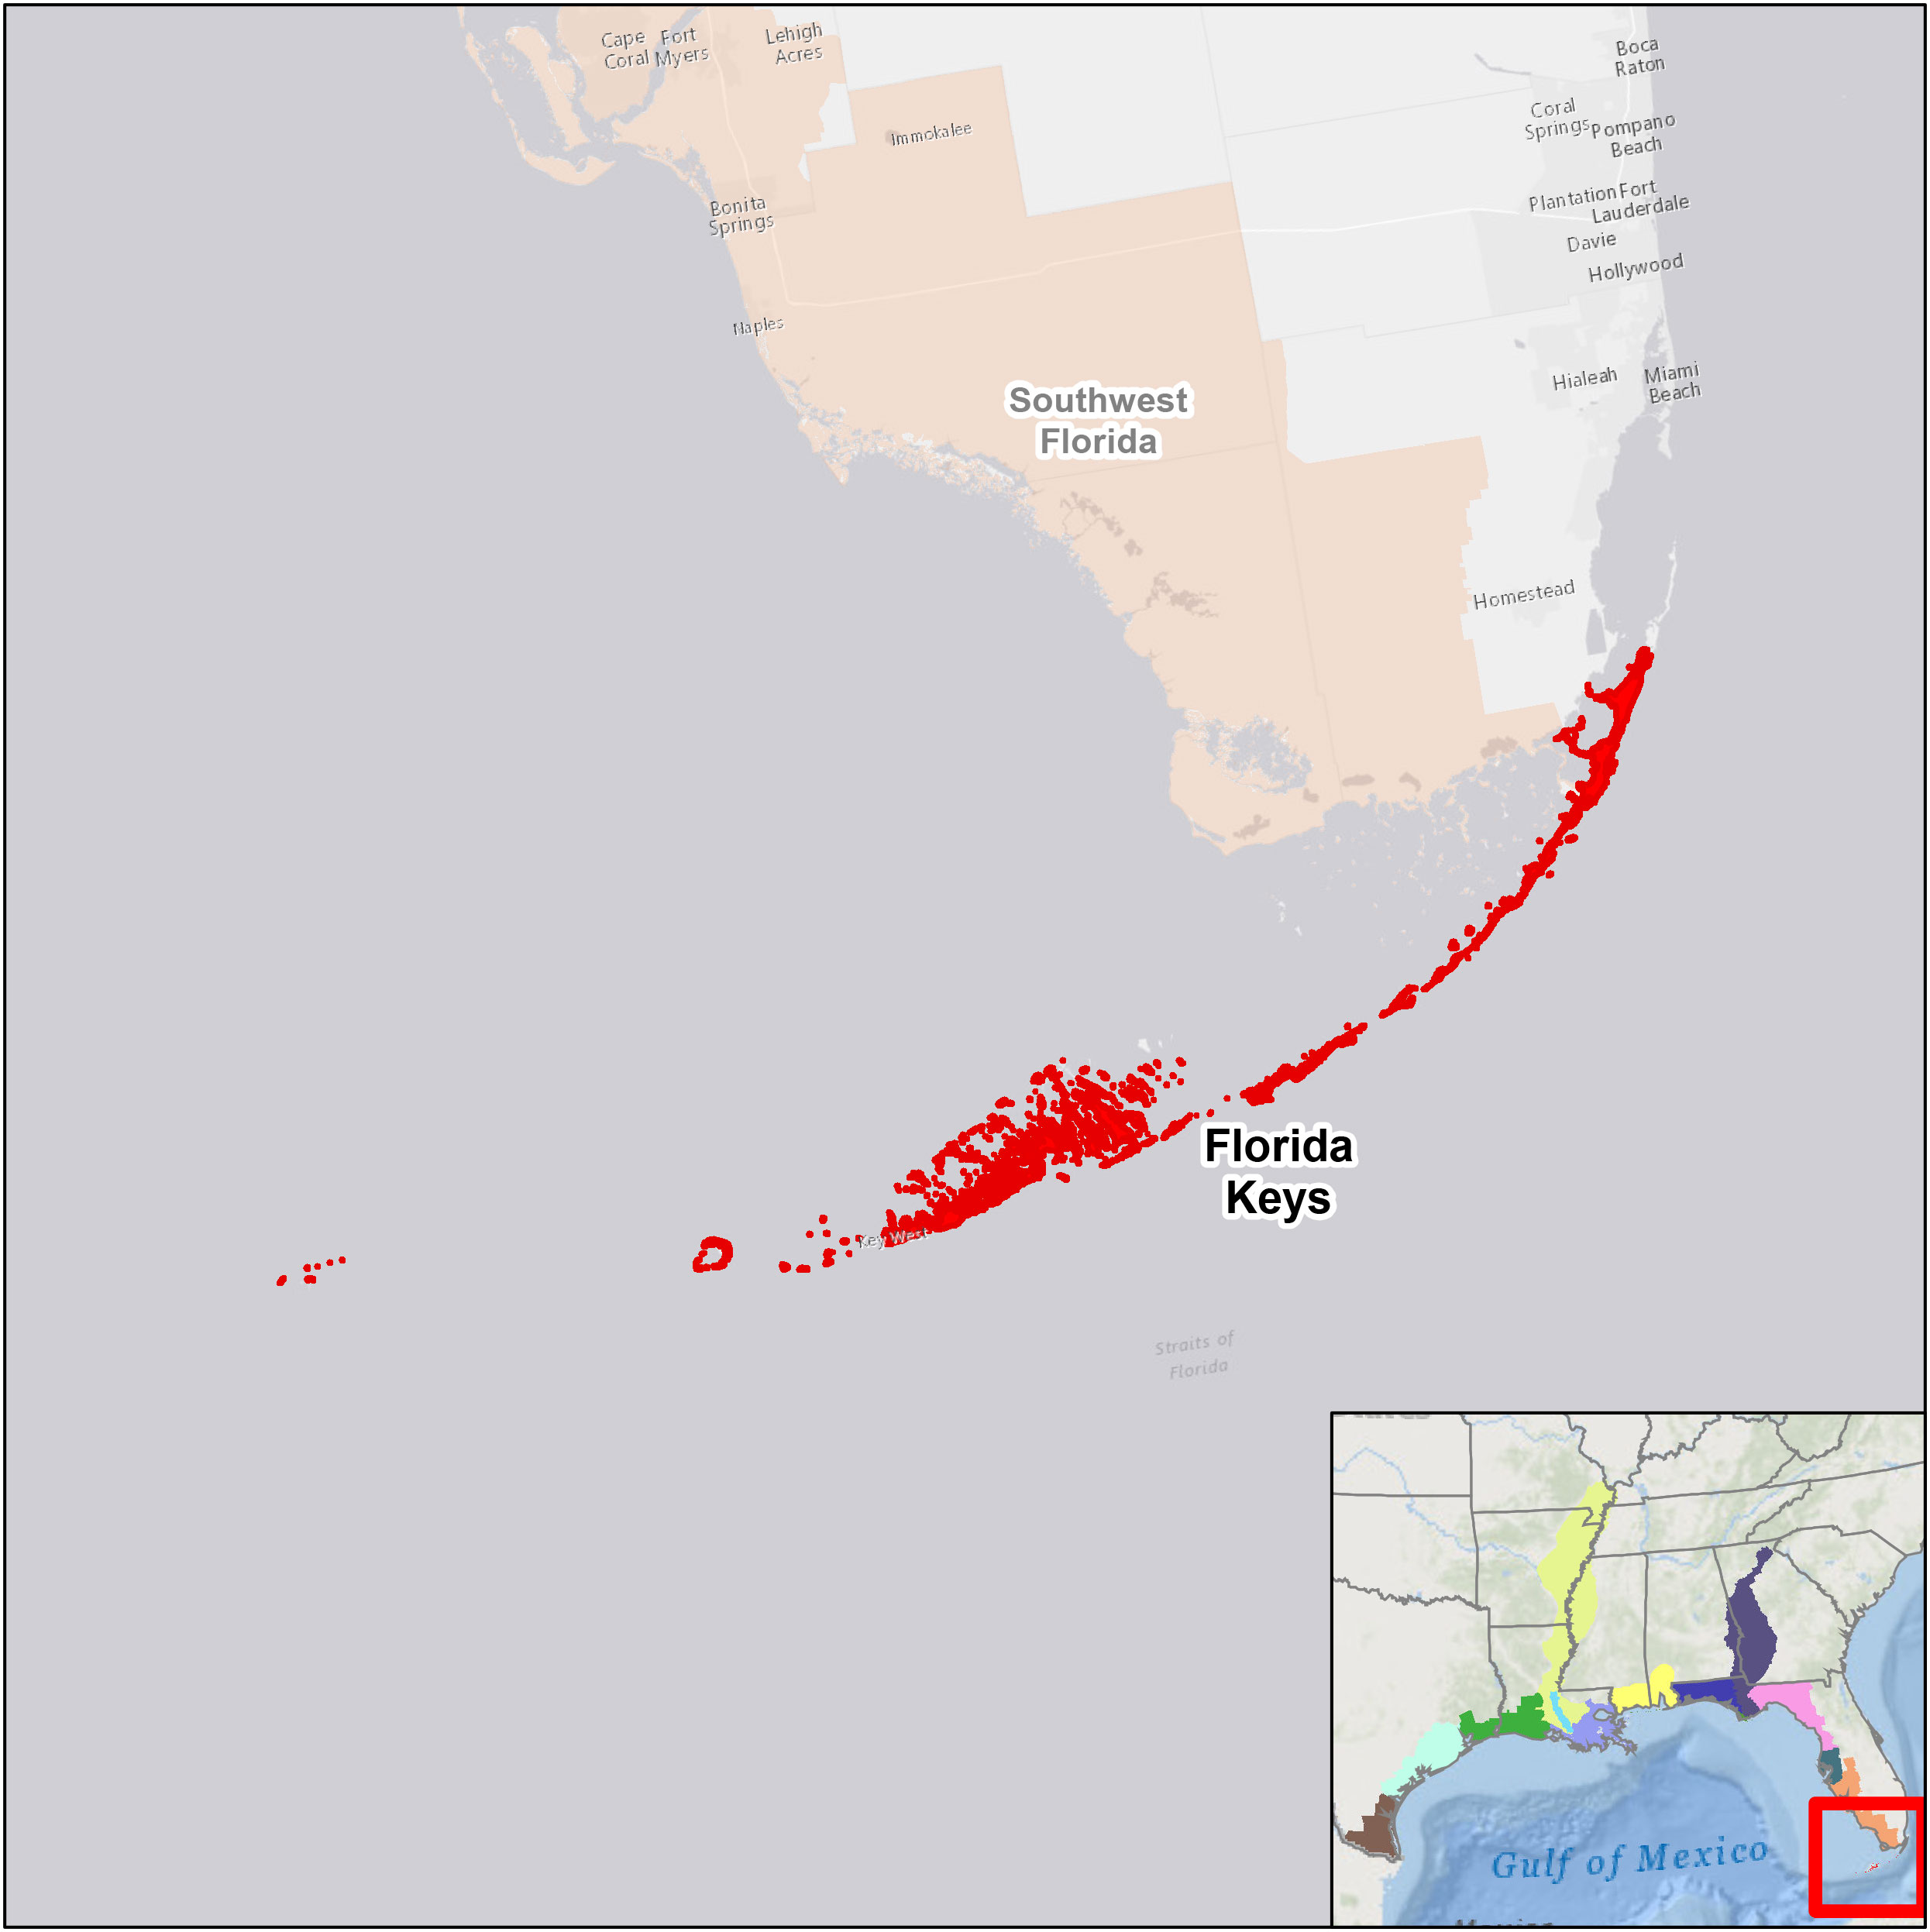 Cape
Coral
Fort
Myers
Lehigh
Acres
Boca
Raton
Immokalee
Coral
Springs
Pompano
Beach
Bonita
Springs
Plantation
Fort
Lauderdale
Davie
Hollywood
Naples
Hialeah
Miami
Beach
Southwest
Florida
Homestead
Florida
Keys
Key West
Straits of
Florida
Gulf of Mexico